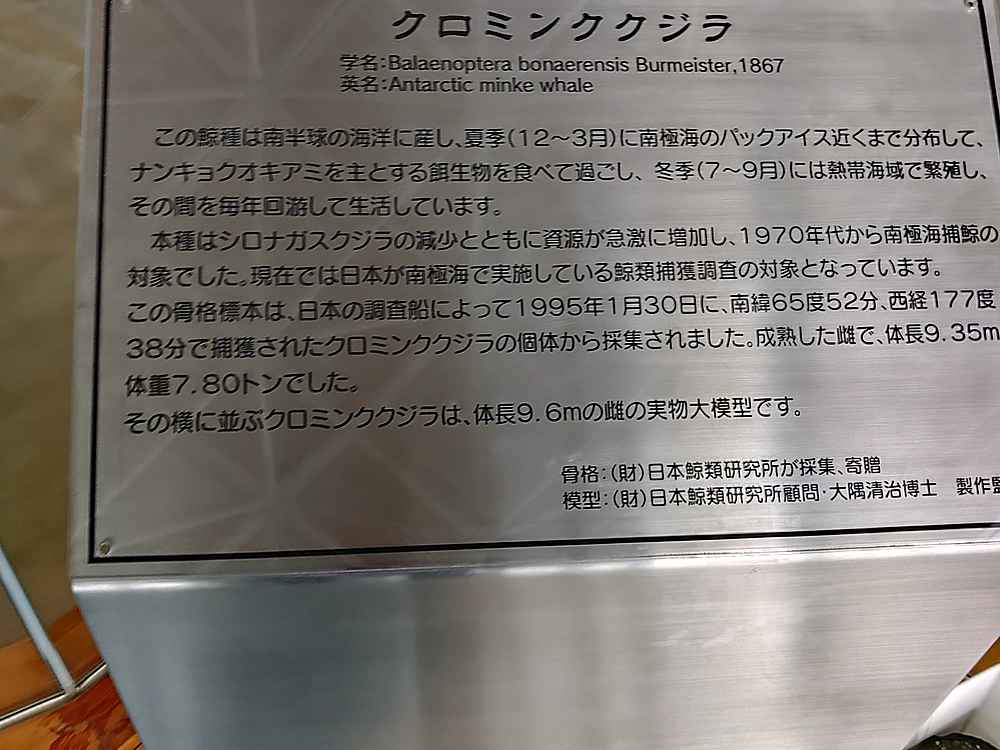 クロミンククジラ
学名:Balaenoptera bonaerensis Burmeister,1867
英名:Antarctic minke whale
この鯨種は南半球の海洋に産し、夏季(12～3月)に南極海のパックアイス近くまで分布して、
ナンキョクオキアミを主とする餌生物を食べて過ごし、冬季(7～9月)には熱帯海域で繁殖し、
その間を毎年回游して生活しています。
本種はシロナガスクジラの減少とともに資源が急激に増加し、1970年代から南極海捕鯨の
対象でした。現在では日本が南極海で実施している鯨類捕獲調査の対象となっています。
この骨格標本は、日本の調査船によって1995年1月30日に、南緯65度52分、西経177度
38分で捕獲されたクロミンククジラの個体から採集されました。成熟した雌で、体長9.35m
体重7.80トンでした。
その横に並ぶクロミンククジラは、体長9.6mの雌の実物大模型です。
骨格:(財)日本鯨類研究所が採集、寄贈
模型:(財)日本鯨類研究所顧問・大隅清治博士 製作